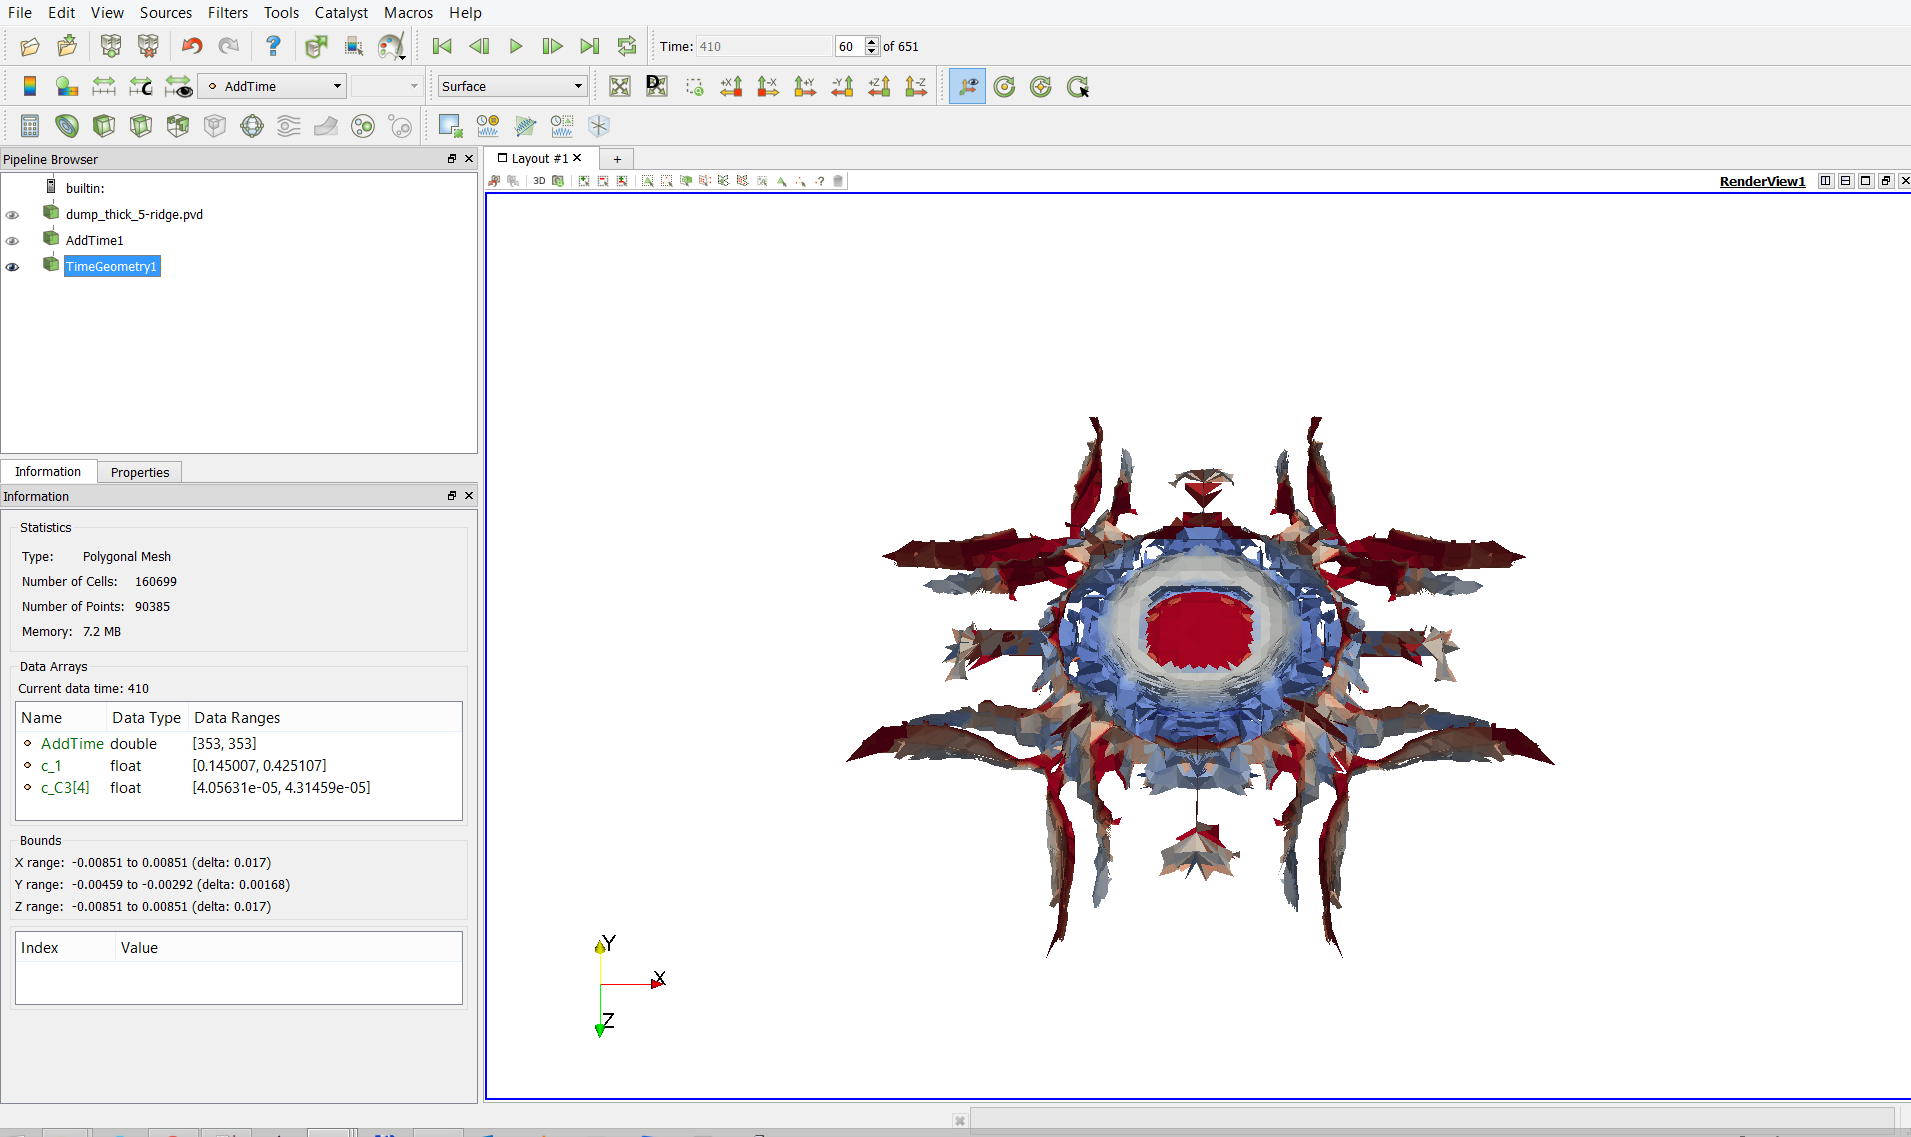 File Edit View Sources Filters Tools Catalyst Macros Help
? Time: 410 60 of 651
C AddTime Surface D +X -X +Y -Y +Z -Z
Pipeline Browser
Layout #1 +
3D ?
RenderView1
builtin:
dump_thick_5-ridge.pvd
AddTime1
TimeGeometry1
Information Properties
Information
Statistics
Type: Polygonal Mesh
Number of Cells: 160699
Number of Points: 90385
Memory: 7.2 MB
Data Arrays
Current data time: 410
Name Data Type Data Ranges
AddTime double [353, 353]
c_1 float [0.145007, 0.425107]
c_C3[4] float [4.05631e-05, 4.31459e-05]
Bounds
X range: -0.00851 to 0.00851 (delta: 0.017)
Y range: -0.00459 to -0.00292 (delta: 0.00168)
Z range: -0.00851 to 0.00851 (delta: 0.017)
Index Value
Y
X
Z